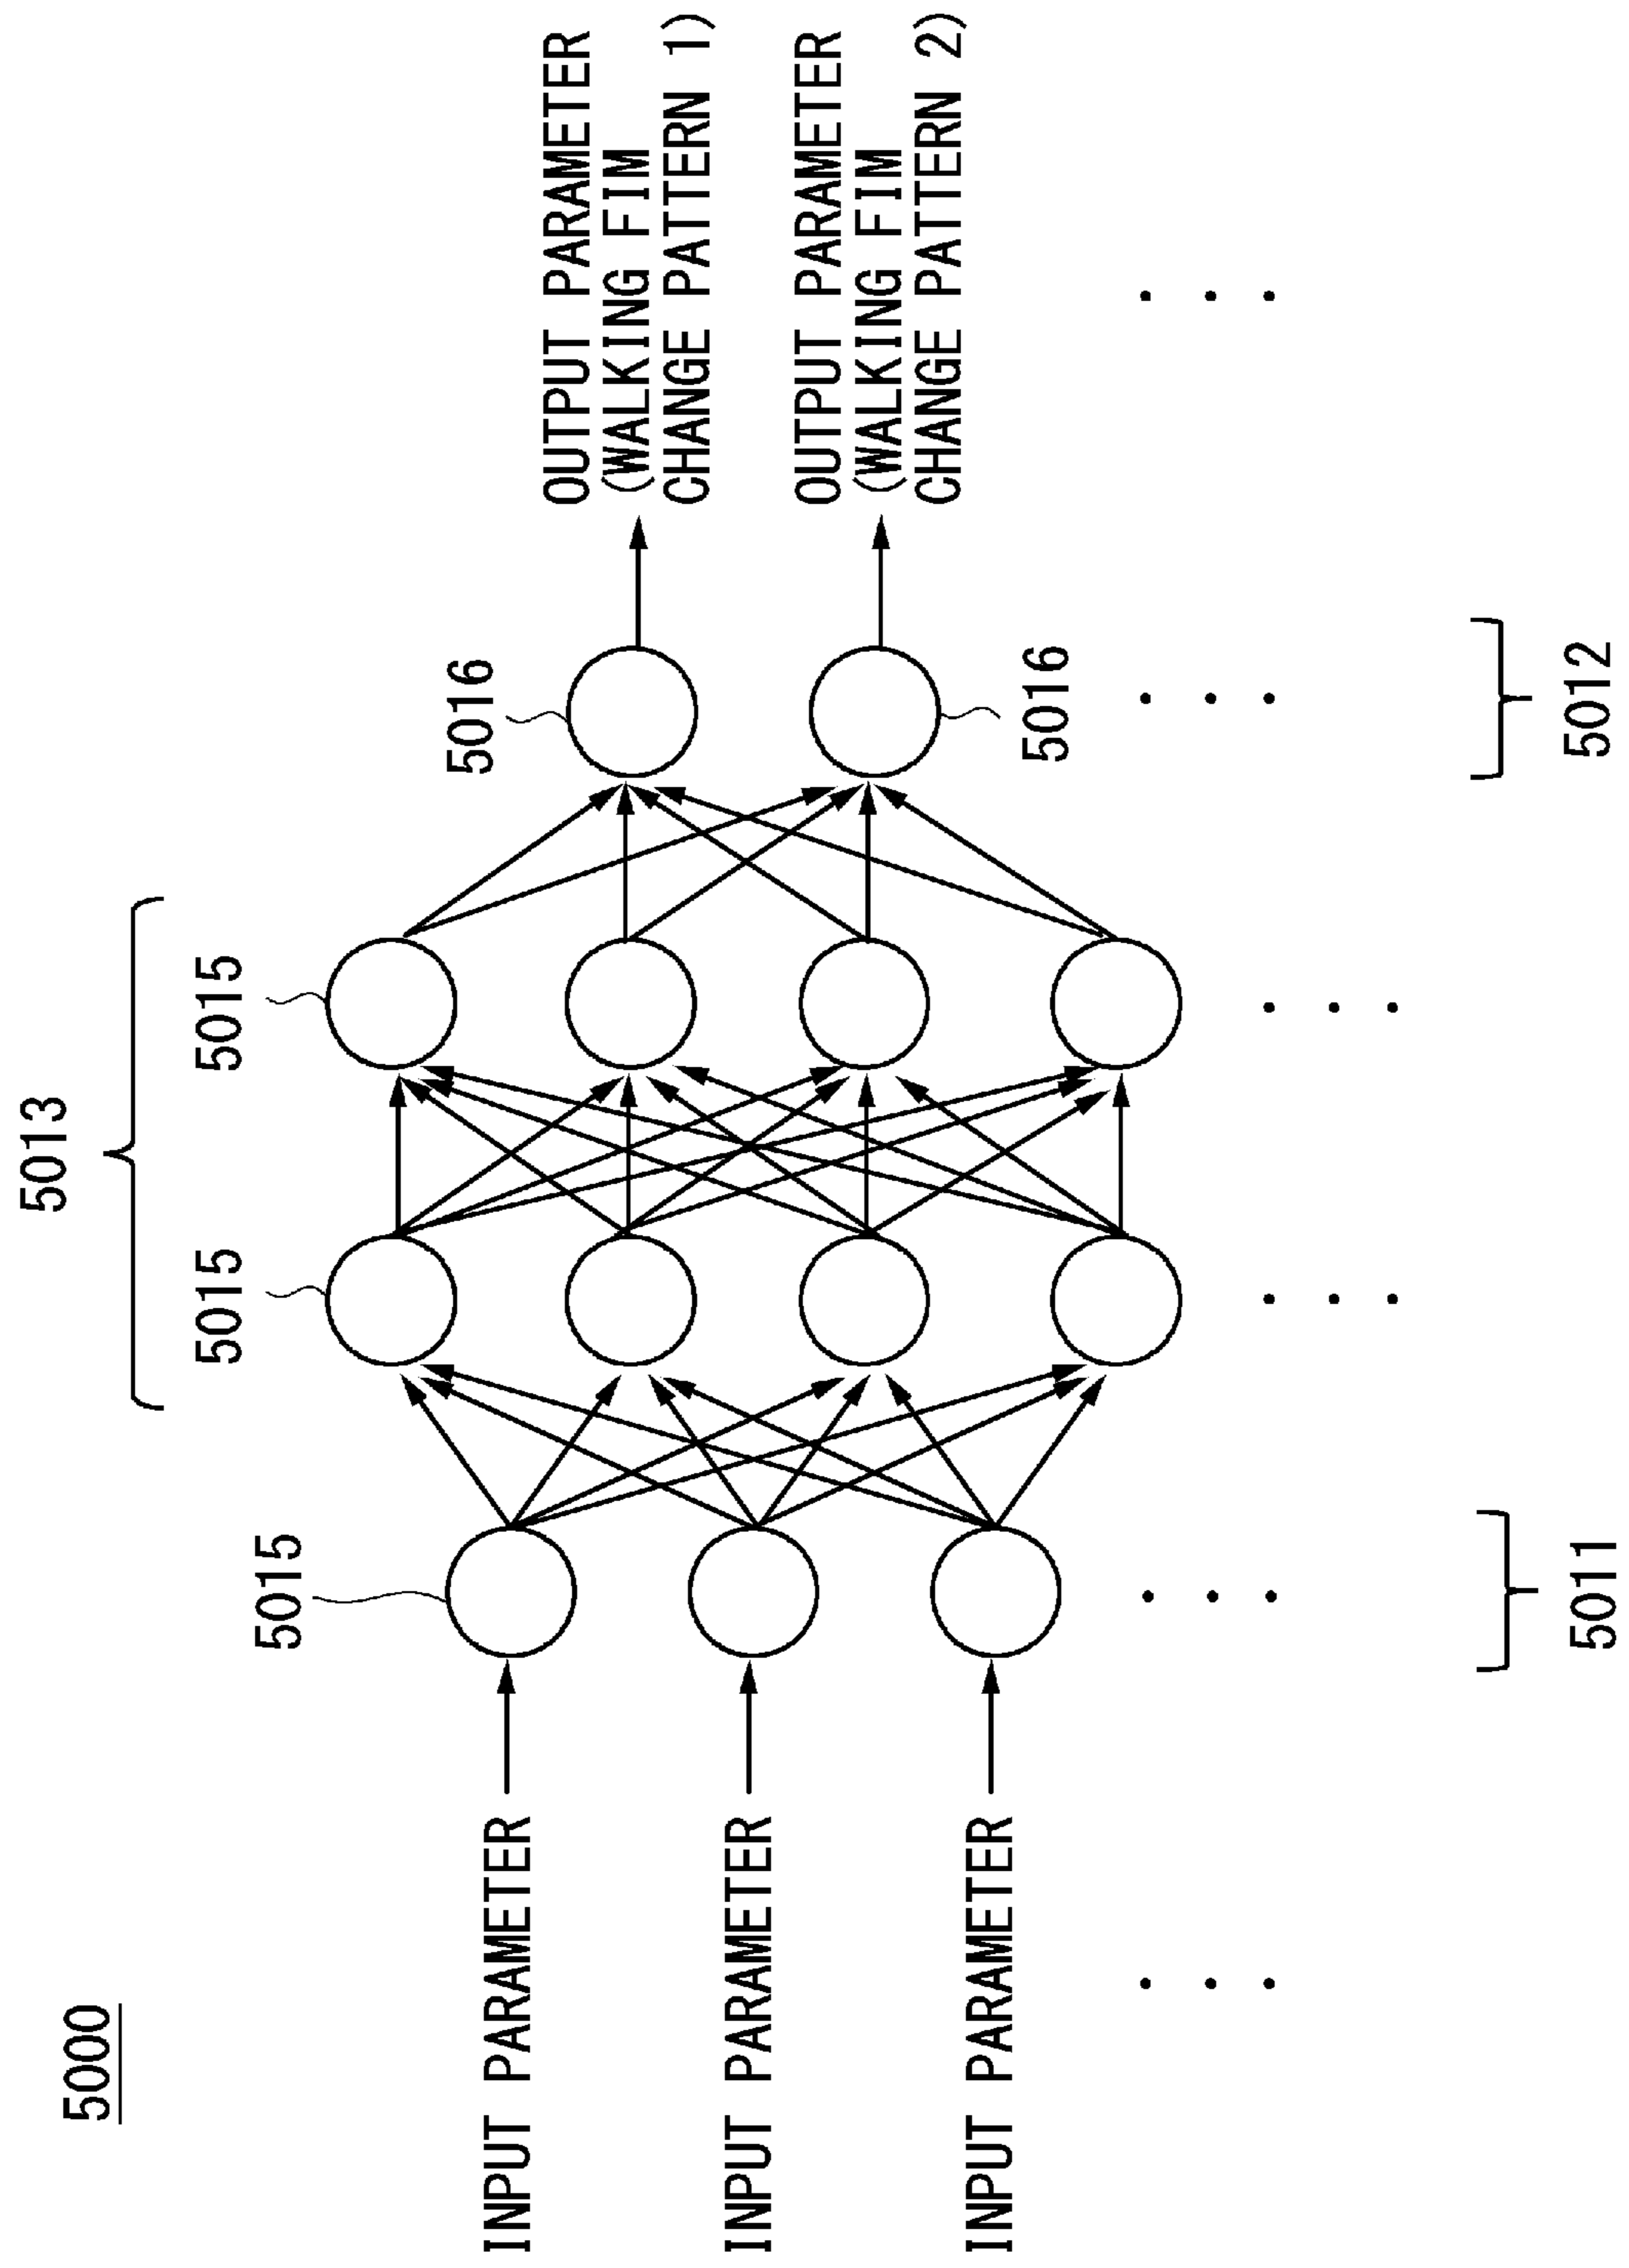 5000
5013
5015
5015
5015
5016
INPUT PARAMETER
INPUT PARAMETER
INPUT PARAMETER
OUTPUT PARAMETER
(WALKING FIM
CHANGE PATTERN 1)
OUTPUT PARAMETER
(WALKING FIM
CHANGE PATTERN 2)
5016
5011
5012